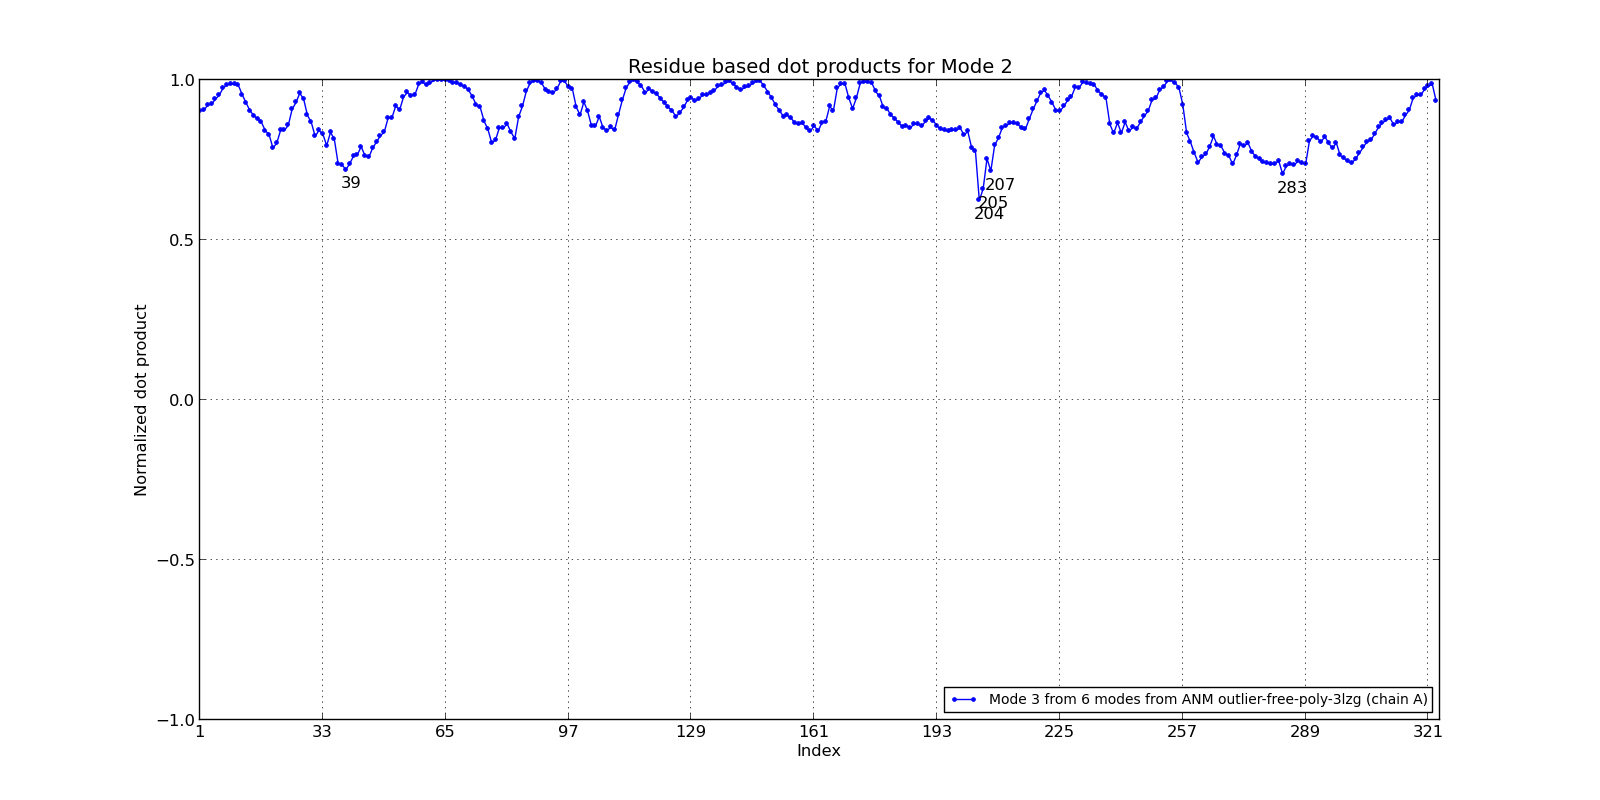 Residue based dot products for Mode 2
1.0
0.5
0.0
−0.5
−1.0
Normalized dot product
39
207
205
204
283
Mode 3 from 6 modes from ANM outlier-free-poly-3lzg (chain A)
1 33 65 97 129 161 193 225 257 289 321
Index